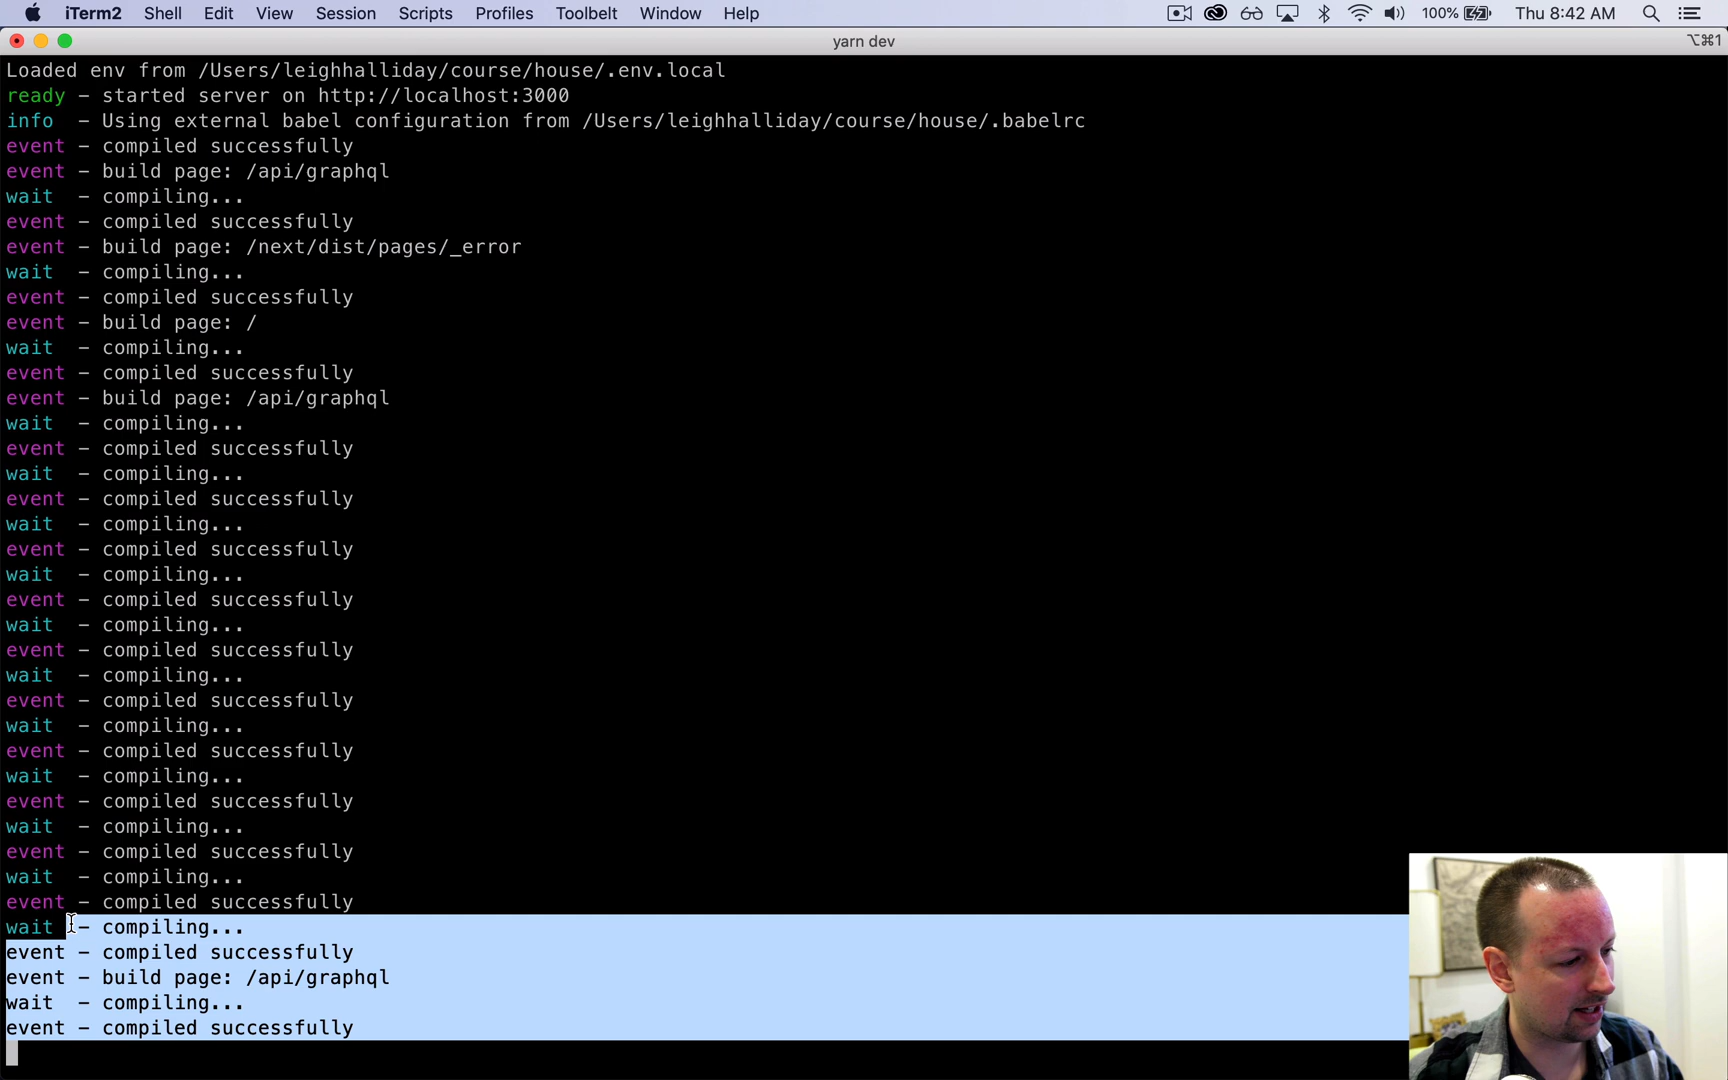 iTerm2 Shell Edit View Session Scripts Profiles Toolbelt Window Help 100% Thu 8:42 AM
yarn dev ⌥⌘1
Loaded env from /Users/leighhalliday/course/house/.env.local
ready - started server on http://localhost:3000
info - Using external babel configuration from /Users/leighhalliday/course/house/.babelrc
event - compiled successfully
event - build page: /api/graphql
wait - compiling...
event - compiled successfully
event - build page: /next/dist/pages/_error
wait - compiling...
event - compiled successfully
event - build page: /
wait - compiling...
event - compiled successfully
event - build page: /api/graphql
wait - compiling...
event - compiled successfully
wait - compiling...
event - compiled successfully
wait - compiling...
event - compiled successfully
wait - compiling...
event - compiled successfully
wait - compiling...
event - compiled successfully
wait - compiling...
event - compiled successfully
wait - compiling...
event - compiled successfully
wait - compiling...
event - compiled successfully
wait - compiling...
event - compiled successfully
wait - compiling...
event - compiled successfully
wait - compiling...
event - compiled successfully
event - build page: /api/graphql
wait - compiling...
event - compiled successfully